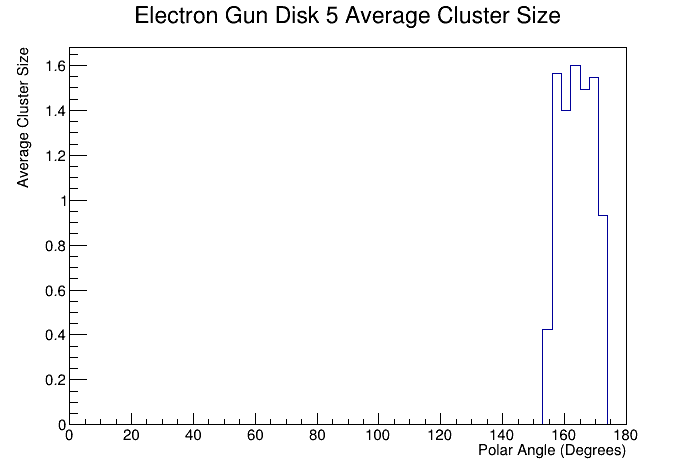 Electron Gun Disk 5 Average Cluster Size
Average Cluster Size
1.6
1.4
1.2
1
0.8
0.6
0.4
0.2
0
0 20 40 60 80 100 120 140 160 180
Polar Angle (Degrees)